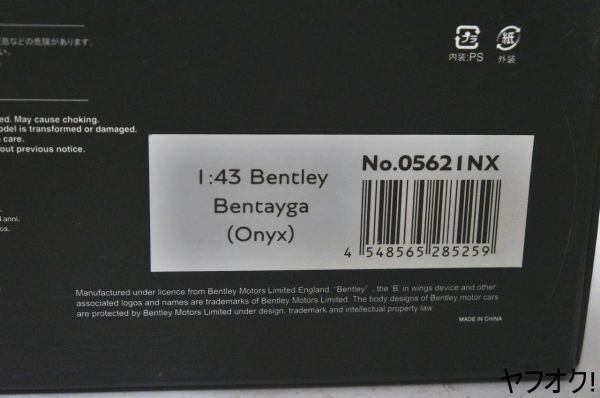 の危険があります。
プラ
紙
内装:PS 外装
ed. May cause choking.
odel is transformed or damaged.
care.
out previous notice.
1:43 Bentley
Bentayga
(Onyx)
No.05621NX
4 548565 285259
anni.
os.
Manufactured under licence from Bentley Motors Limited England. "Bentley" , the 'B' in wings device and other
associated logos and names are trademarks of Bentley Motors Limited. The body designs of Bentley motor cars
are protected by Bentley Motors Limited under design, trademark and intellectual property law
MADE IN CHINA
ヤフオク!